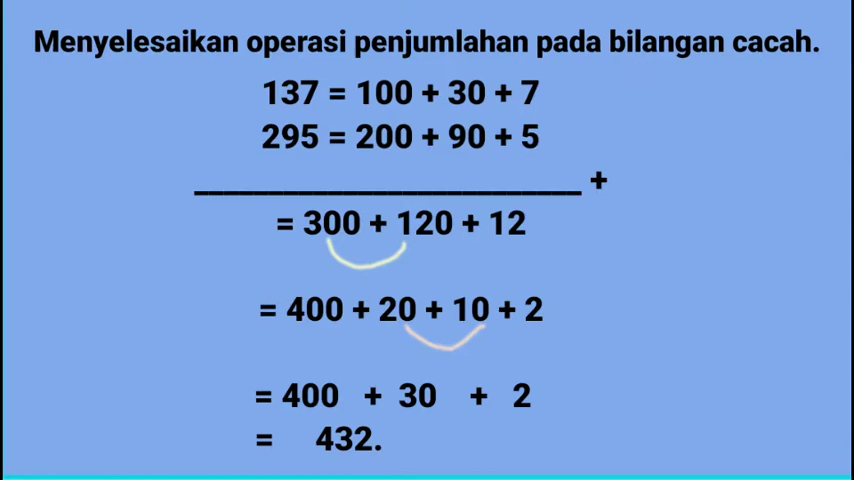 Menyelesaikan operasi penjumlahan pada bilangan cacah.
137 = 100 + 30 + 7
295 = 200 + 90 + 5
__________________________ +
= 300 + 120 + 12
= 400 + 20 + 10 + 2
= 400 + 30 + 2
= 432.